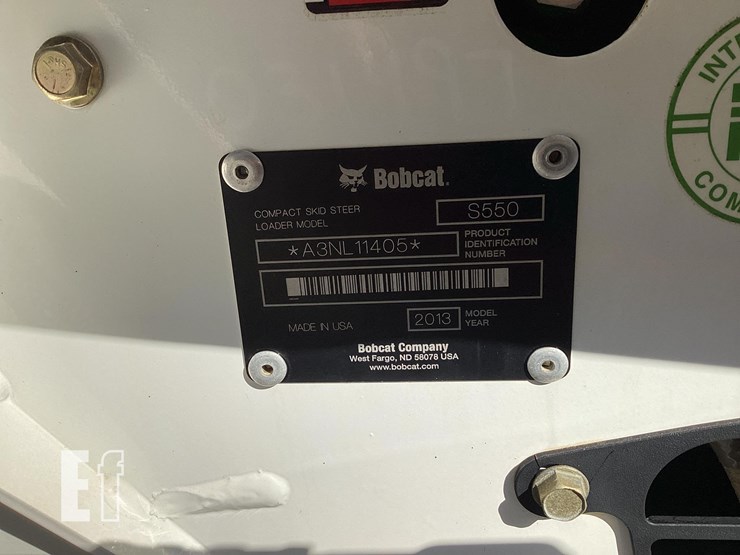 Bobcat.
COMPACT SKID STEER
LOADER MODEL
S550
*A3NL11405*
PRODUCT
IDENTIFICATION
NUMBER
MADE IN USA
2013
MODEL
YEAR
Bobcat Company
West Fargo, ND 58078 USA
www.bobcat.com
Ef